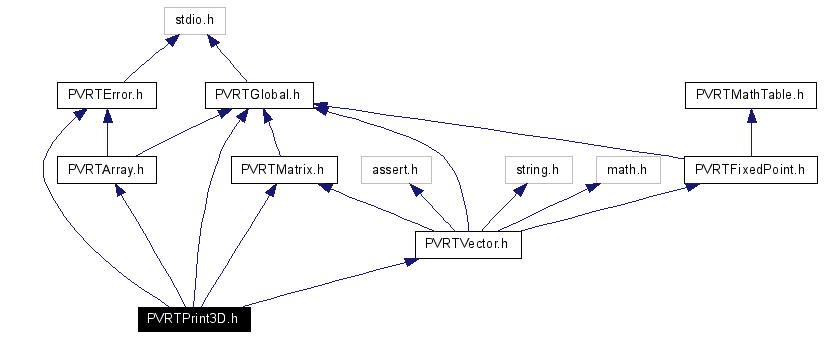 stdio.h
PVRTError.h
PVRTGlobal.h
PVRTMathTable.h
PVRTArray.h
PVRTMatrix.h
assert.h
string.h
math.h
PVRTFixedPoint.h
PVRTVector.h
PVRTPrint3D.h